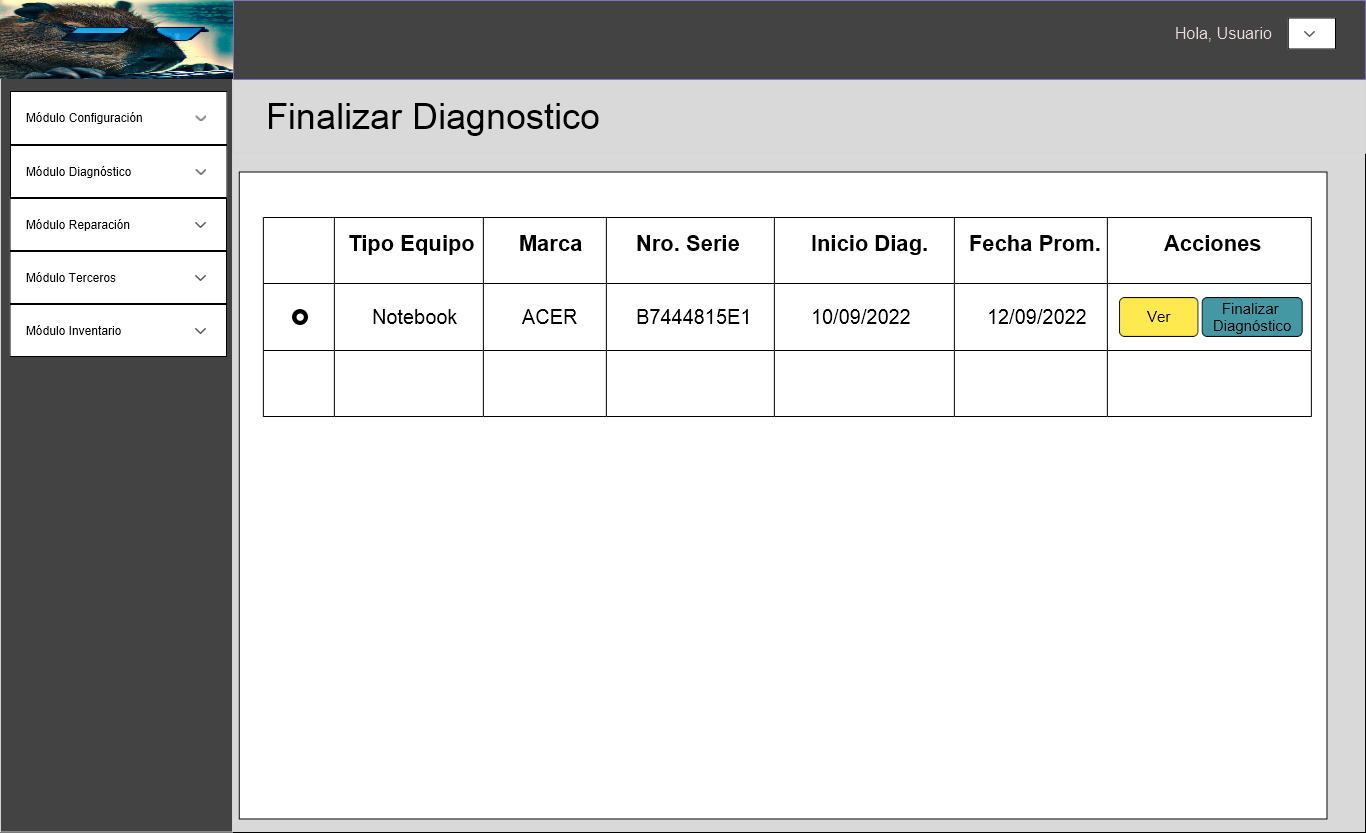 Hola, Usuario
Finalizar Diagnostico
Módulo Configuración
Módulo Diagnóstico
Módulo Reparación
Módulo Terceros
Módulo Inventario
Tipo Equipo Marca Nro. Serie Inicio Diag. Fecha Prom. Acciones
Notebook ACER B7444815E1 10/09/2022 12/09/2022 Ver Finalizar
Diagnóstico